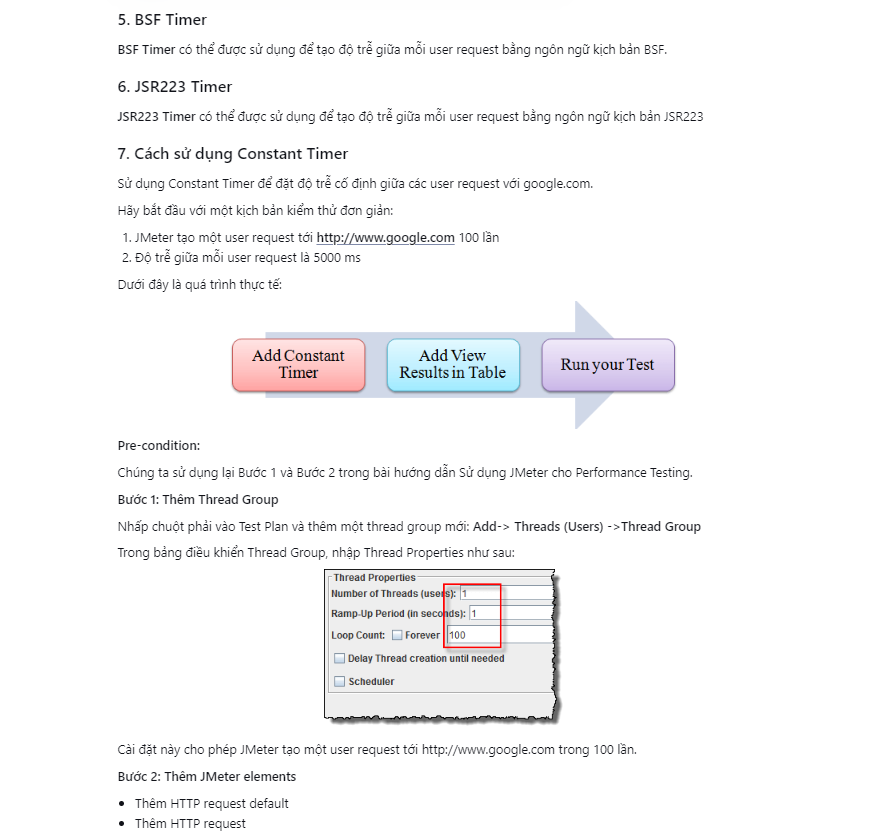 5. BSF Timer
BSF Timer có thể được sử dụng để tạo độ trễ giữa mỗi user request bằng ngôn ngữ kịch bản BSF.
6. JSR223 Timer
JSR223 Timer có thể được sử dụng để tạo độ trễ giữa mỗi user request bằng ngôn ngữ kịch bản JSR223
7. Cách sử dụng Constant Timer
Sử dụng Constant Timer để đặt độ trễ cố định giữa các user request với google.com.
Hãy bắt đầu với một kịch bản kiểm thử đơn giản:
1. JMeter tạo một user request tới http://www.google.com 100 lần
2. Độ trễ giữa mỗi user request là 5000 ms
Dưới đây là quá trình thực tế:
Add Constant
Timer
Add View
Results in Table
Run your Test
Pre-condition:
Chúng ta sử dụng lại Bước 1 và Bước 2 trong bài hướng dẫn Sử dụng JMeter cho Performance Testing.
Bước 1: Thêm Thread Group
Nhấp chuột phải vào Test Plan và thêm một thread group mới: Add-> Threads (Users) ->Thread Group
Trong bảng điều khiển Thread Group, nhập Thread Properties như sau:
Thread Properties
Number of Threads (users): 1
Ramp-Up Period (in seconds): 1
Loop Count: Forever 100
Delay Thread creation until needed
Scheduler
Cài đặt này cho phép JMeter tạo một user request tới http://www.google.com trong 100 lần.
Bước 2: Thêm JMeter elements
• Thêm HTTP request default
• Thêm HTTP request